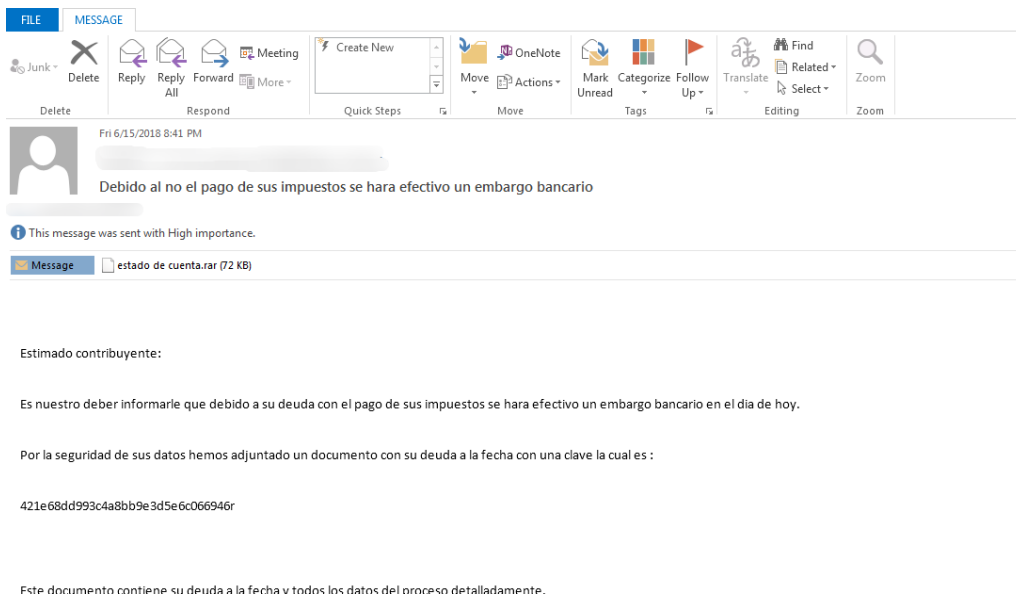 FILE MESSAGE
Junk
Delete
Reply
Reply All
Forward
Meeting
More
Create New
Move
OneNote
Actions
Mark Unread
Categorize
Follow Up
Translate
Find
Related
Select
Zoom
Delete Respond Quick Steps Move Tags Editing Zoom
Fri 6/15/2018 8:41 PM
Debido al no el pago de sus impuestos se hara efectivo un embargo bancario
This message was sent with High importance.
Message estado de cuenta.rar (72 KB)
Estimado contribuyente:
Es nuestro deber informarle que debido a su deuda con el pago de sus impuestos se hara efectivo un embargo bancario en el dia de hoy.
Por la seguridad de sus datos hemos adjuntado un documento con su deuda a la fecha con una clave la cual es :
421e68dd993c4a8bb9e3d5e6c066946r
Este documento contiene su deuda a la fecha y todos los datos del proceso detalladamente.